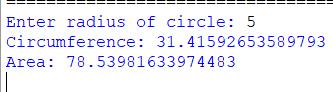 Enter radius of circle: 5
Circumference: 31.41592653589793
Area: 78.53981633974483